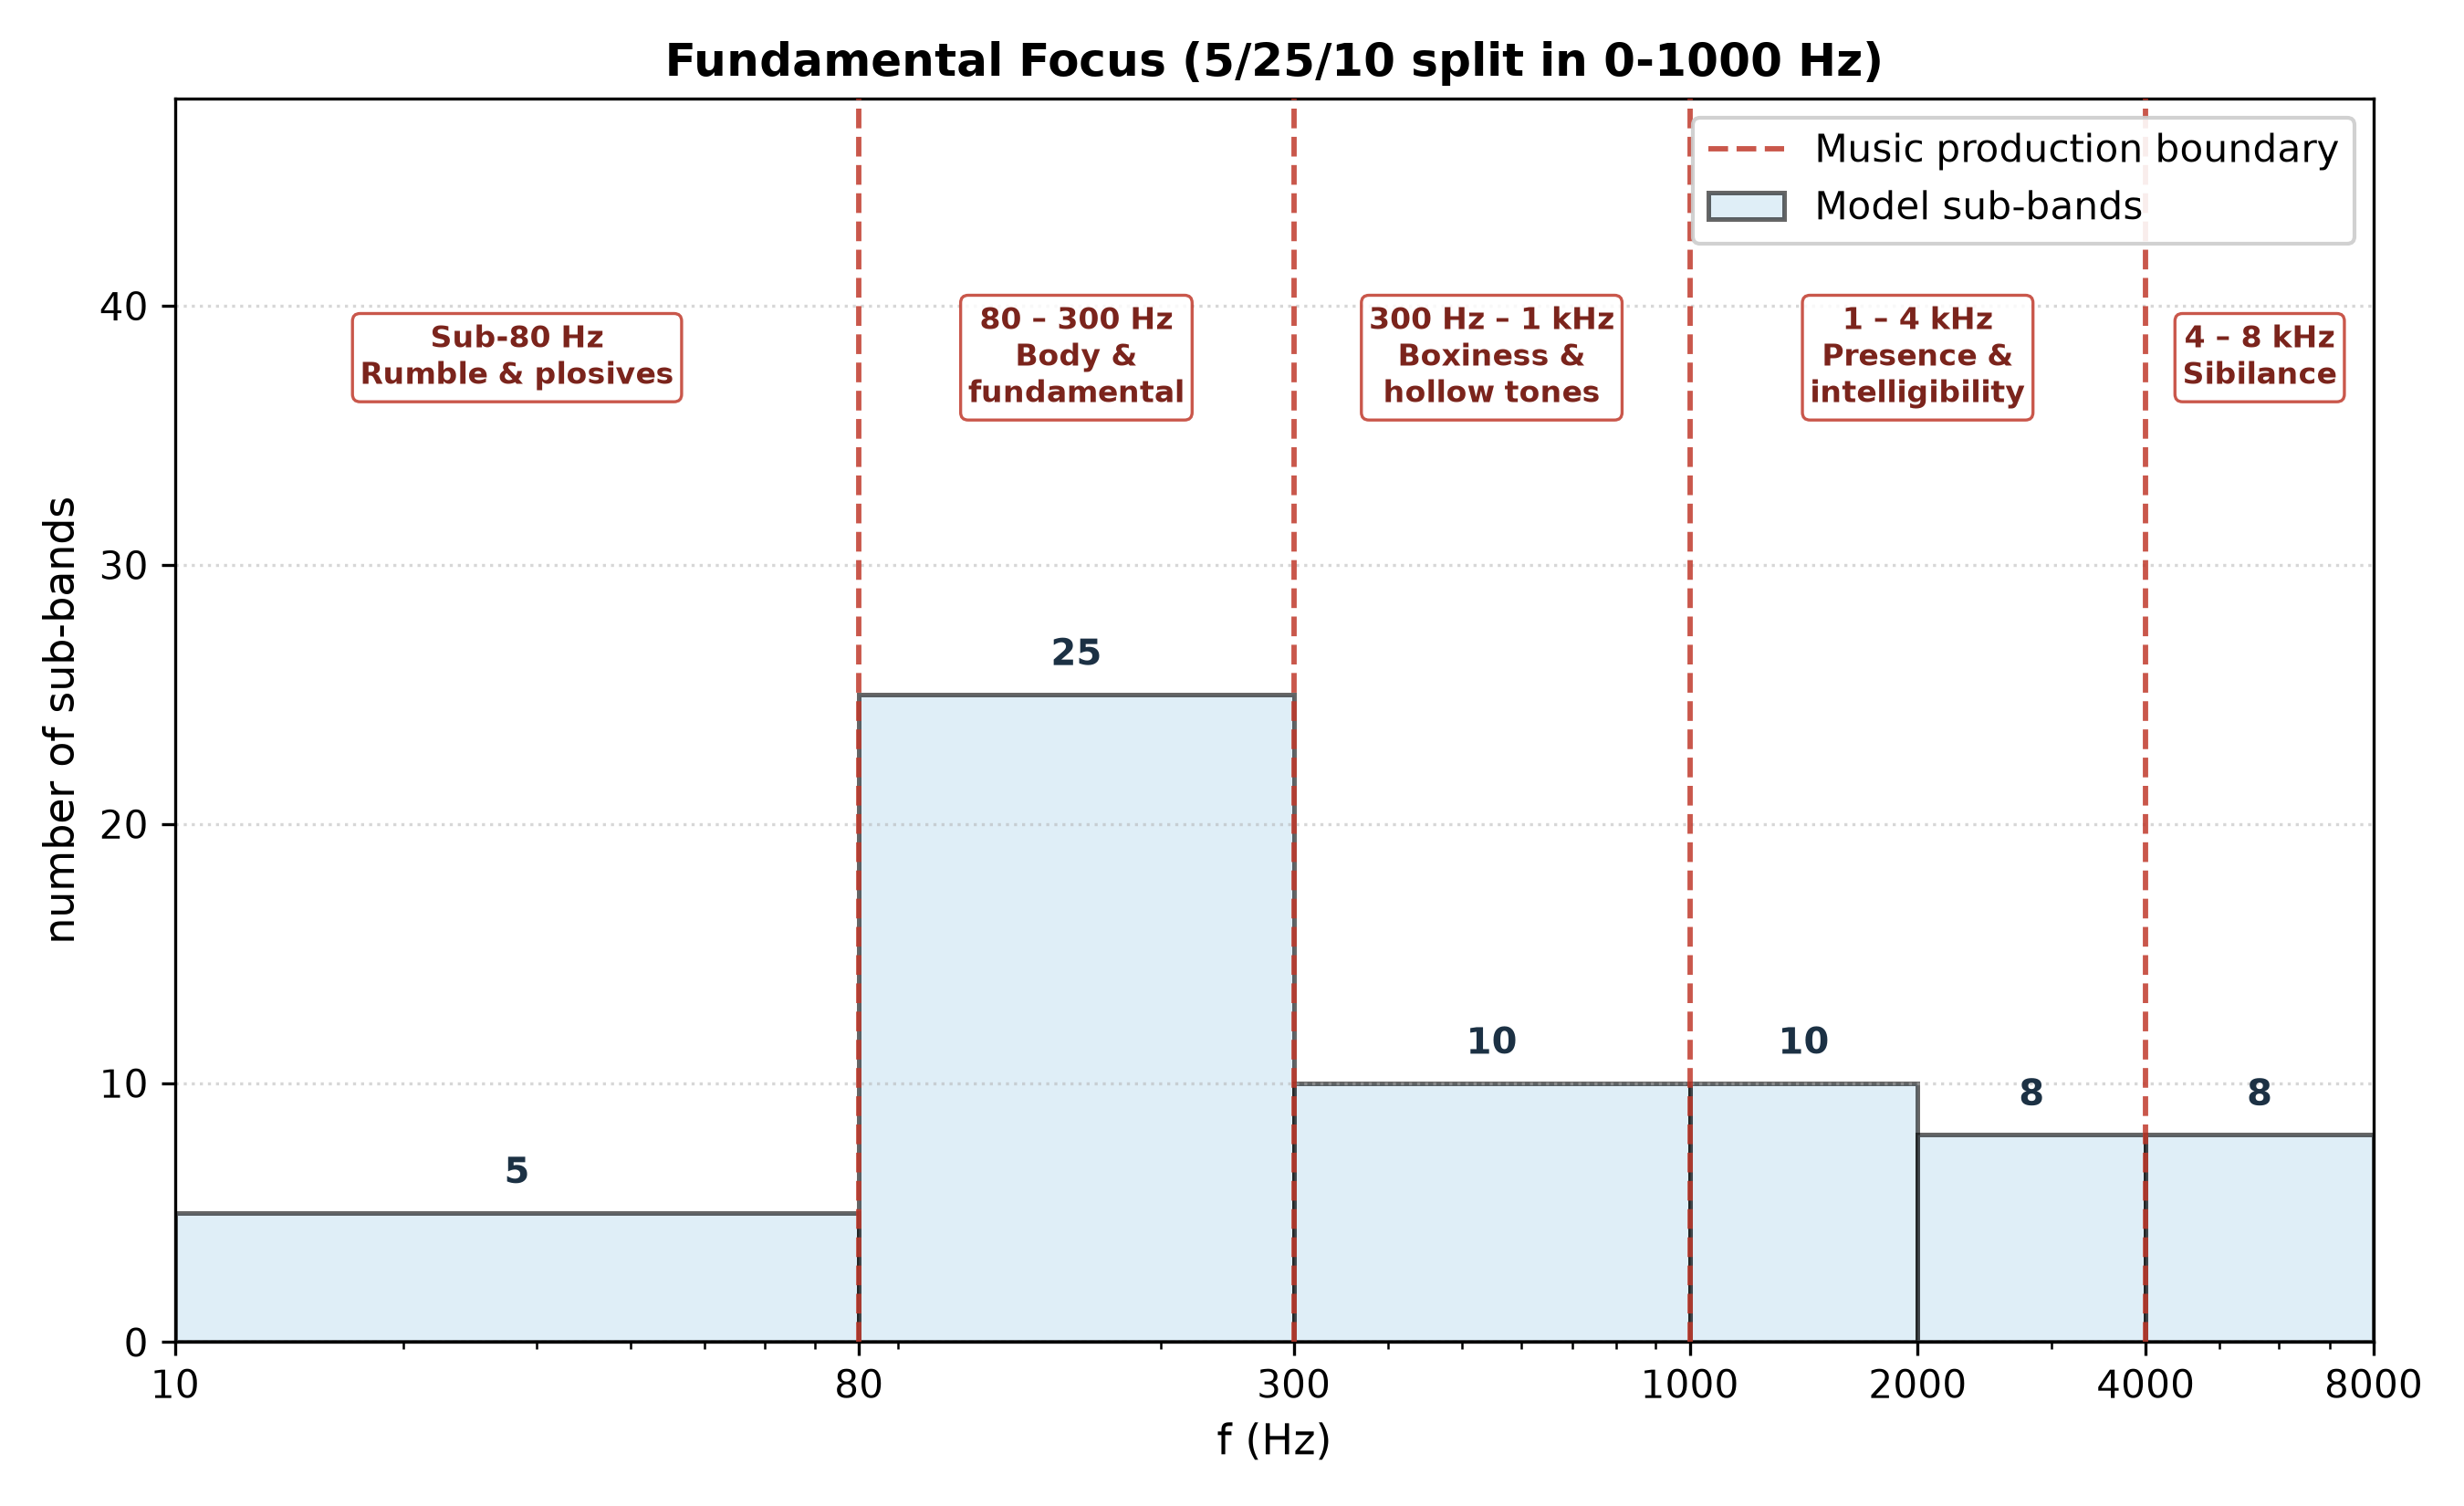 Fundamental Focus (5/25/10 split in 0-1000 Hz)
Music production boundary
Model sub-bands
Sub-80 Hz
Rumble & plosives
80 – 300 Hz
Body &
fundamental
300 Hz – 1 kHz
Boxiness &
hollow tones
1 – 4 kHz
Presence &
intelligibility
4 – 8 kHz
Sibilance
number of sub-bands
40
30
20
10
0
5
25
10
10
8
8
10
80
300
1000
2000
4000
8000
f (Hz)